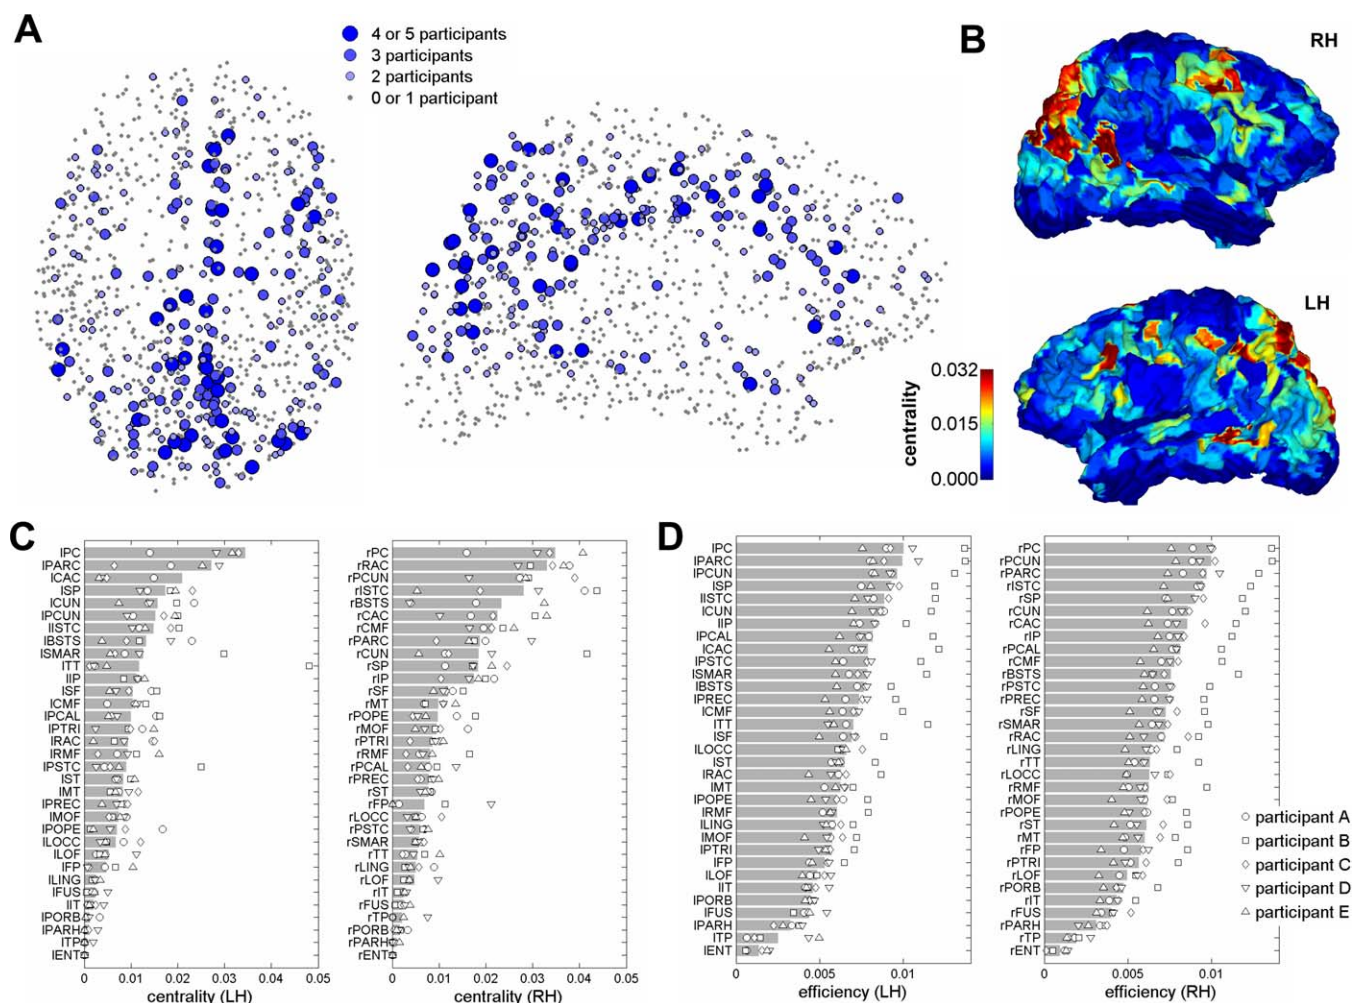 A
4 or 5 participants
3 participants
2 participants
0 or 1 participant
B
RH
LH
centrality
0.032
0.015
0.000
C
lPC
lPARC
lCAC
lSP
lCUN
lPCUN
lISTC
lBSTS
lSMAR
lTT
lIP
lSF
lCMF
lPCAL
lPTRI
lRAC
lRMF
lPSTC
lST
lMT
lPREC
lMOF
lPOPE
lLOCC
lLOF
lFP
lLING
lFUS
lIT
lPORB
lPARH
lTP
lENT
0 0.01 0.02 0.03 0.04 0.05
centrality (LH)
rPC
rRAC
rPCUN
rISTC
rBSTS
rCAC
rCMF
rPARC
rCUN
rSP
rIP
rSF
rMT
rPOPE
rMOF
rPTRI
rRMF
rPCAL
rPREC
rST
rFP
rLOCC
rPSTC
rSMAR
rTT
rLING
rLOF
rIT
rFUS
rTP
rPORB
rPARH
rENT
0 0.01 0.02 0.03 0.04 0.05
centrality (RH)
D
lPC
lPARC
lPCUN
lSP
lISTC
lCUN
lIP
lPCAL
lCAC
lPSTC
lSMAR
lBSTS
lPREC
lCMF
lTT
lSF
lLOCC
lST
lRAC
lMT
lPOPE
lRMF
lLING
lMOF
lPTRI
lFP
lLOF
lIT
lPORB
lFUS
lPARH
lTP
lENT
0 0.005 0.01
efficiency (LH)
rPC
rPCUN
rPARC
rISTC
rSP
rCUN
rCAC
rIP
rPCAL
rCMF
rBSTS
rPSTC
rPREC
rSF
rSMAR
rRAC
rLING
rTT
rLOCC
rRMF
rMOF
rPOPE
rST
rMT
rFP
rPTRI
rLOF
rPORB
rIT
rFUS
rPARH
rTP
rENT
0 0.005 0.01
efficiency (RH)
participant A
participant B
participant C
participant D
participant E